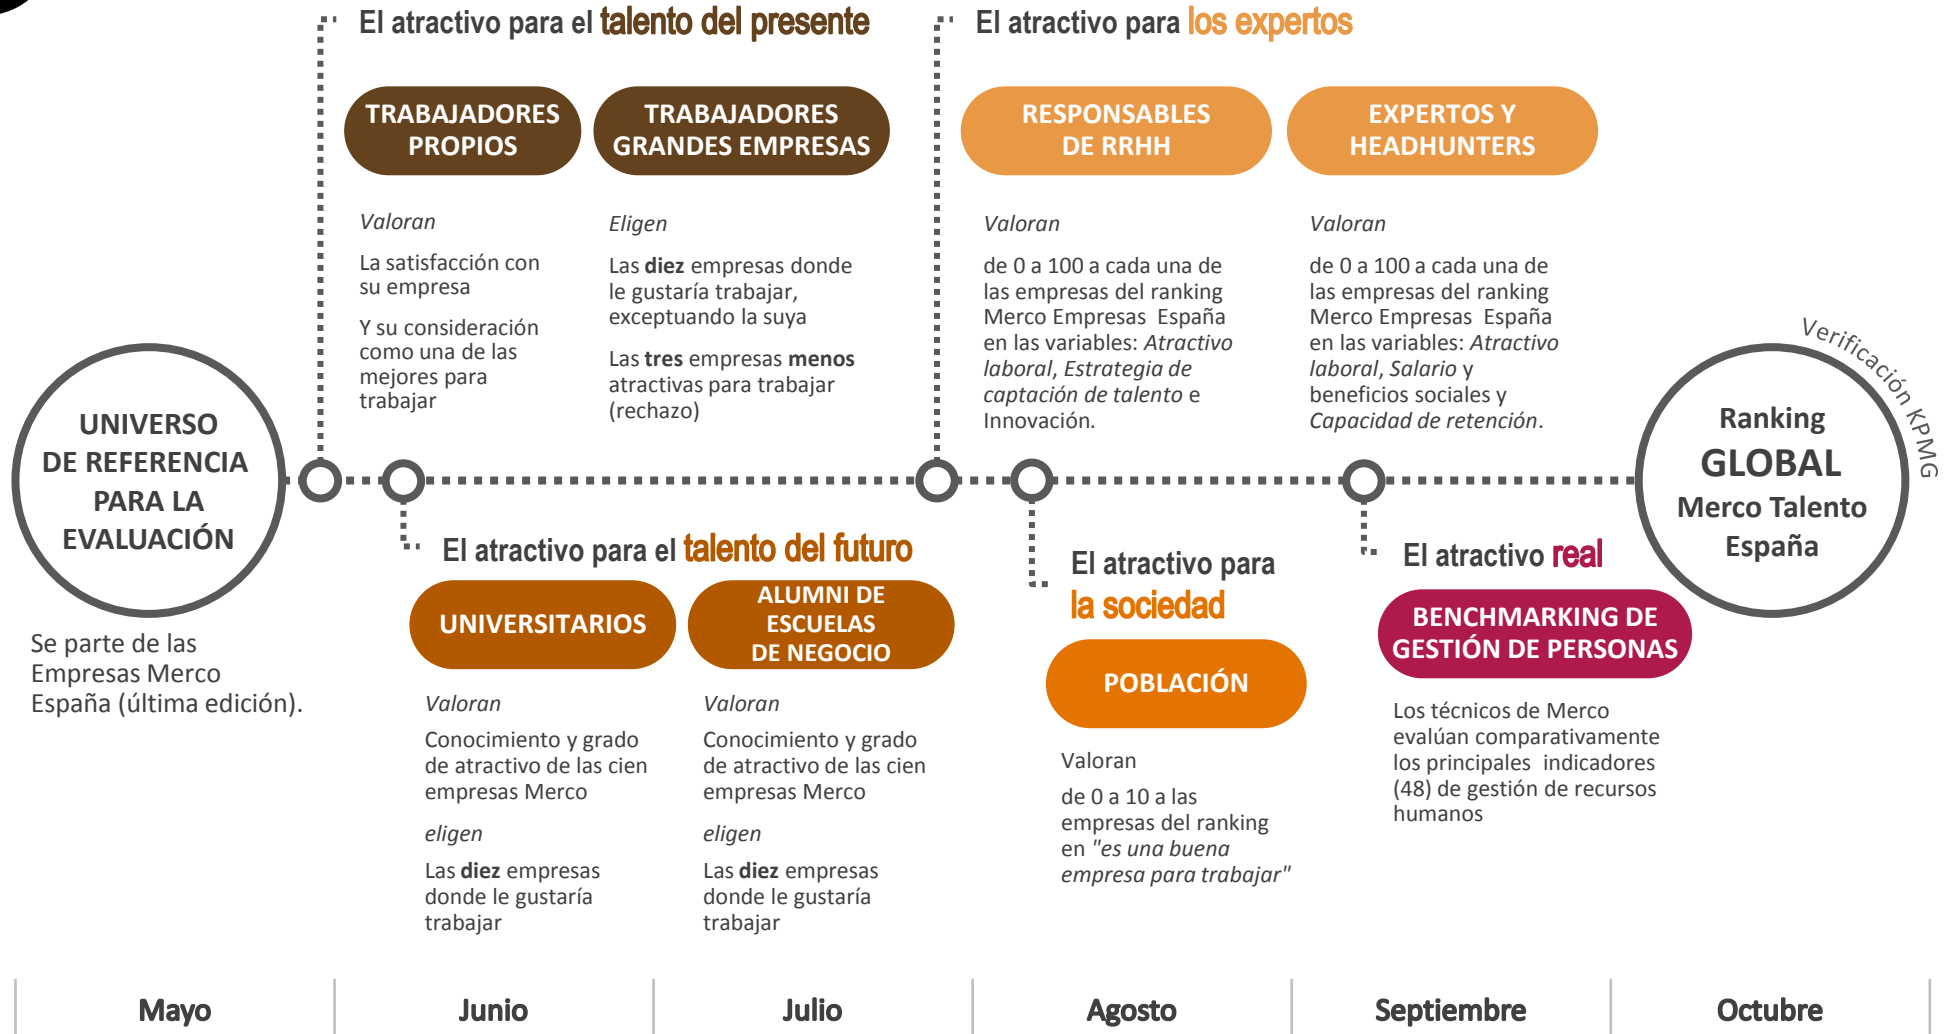 El atractivo para el talento del presente
TRABAJADORES
PROPIOS
Valoran
La satisfacción con
su empresa
Y su consideración
como una de las
mejores para
trabajar
TRABAJADORES
GRANDES EMPRESAS
Eligen
Las diez empresas donde
le gustaría trabajar,
exceptuando la suya
Las tres empresas menos
atractivas para trabajar
(rechazo)
El atractivo para los expertos
RESPONSABLES
DE RRHH
Valoran
de 0 a 100 a cada una de
las empresas del ranking
Merco Empresas España
en las variables: Atractivo
laboral, Estrategia de
captación de talento e
Innovación.
EXPERTOS Y
HEADHUNTERS
Valoran
de 0 a 100 a cada una de
las empresas del ranking
Merco Empresas España
en las variables: Atractivo
laboral, Salario y
beneficios sociales y
Capacidad de retención.
UNIVERSO
DE REFERENCIA
PARA LA
EVALUACIÓN
Se parte de las
Empresas Merco
España (última edición).
El atractivo para el talento del futuro
UNIVERSITARIOS
Valoran
Conocimiento y grado
de atractivo de las cien
empresas Merco
eligen
Las diez empresas
donde le gustaría
trabajar
ALUMNI DE
ESCUELAS
DE NEGOCIO
Valoran
Conocimiento y grado
de atractivo de las cien
empresas Merco
eligen
Las diez empresas
donde le gustaría
trabajar
El atractivo para
la sociedad
POBLACIÓN
Valoran
de 0 a 10 a las
empresas del ranking
en "es una buena
empresa para trabajar"
El atractivo real
BENCHMARKING DE
GESTIÓN DE PERSONAS
Los técnicos de Merco
evalúan comparativamente
los principales indicadores
(48) de gestión de recursos
humanos
Verificación KPMG
Ranking
GLOBAL
Merco Talento
España
Mayo
Junio
Julio
Agosto
Septiembre
Octubre